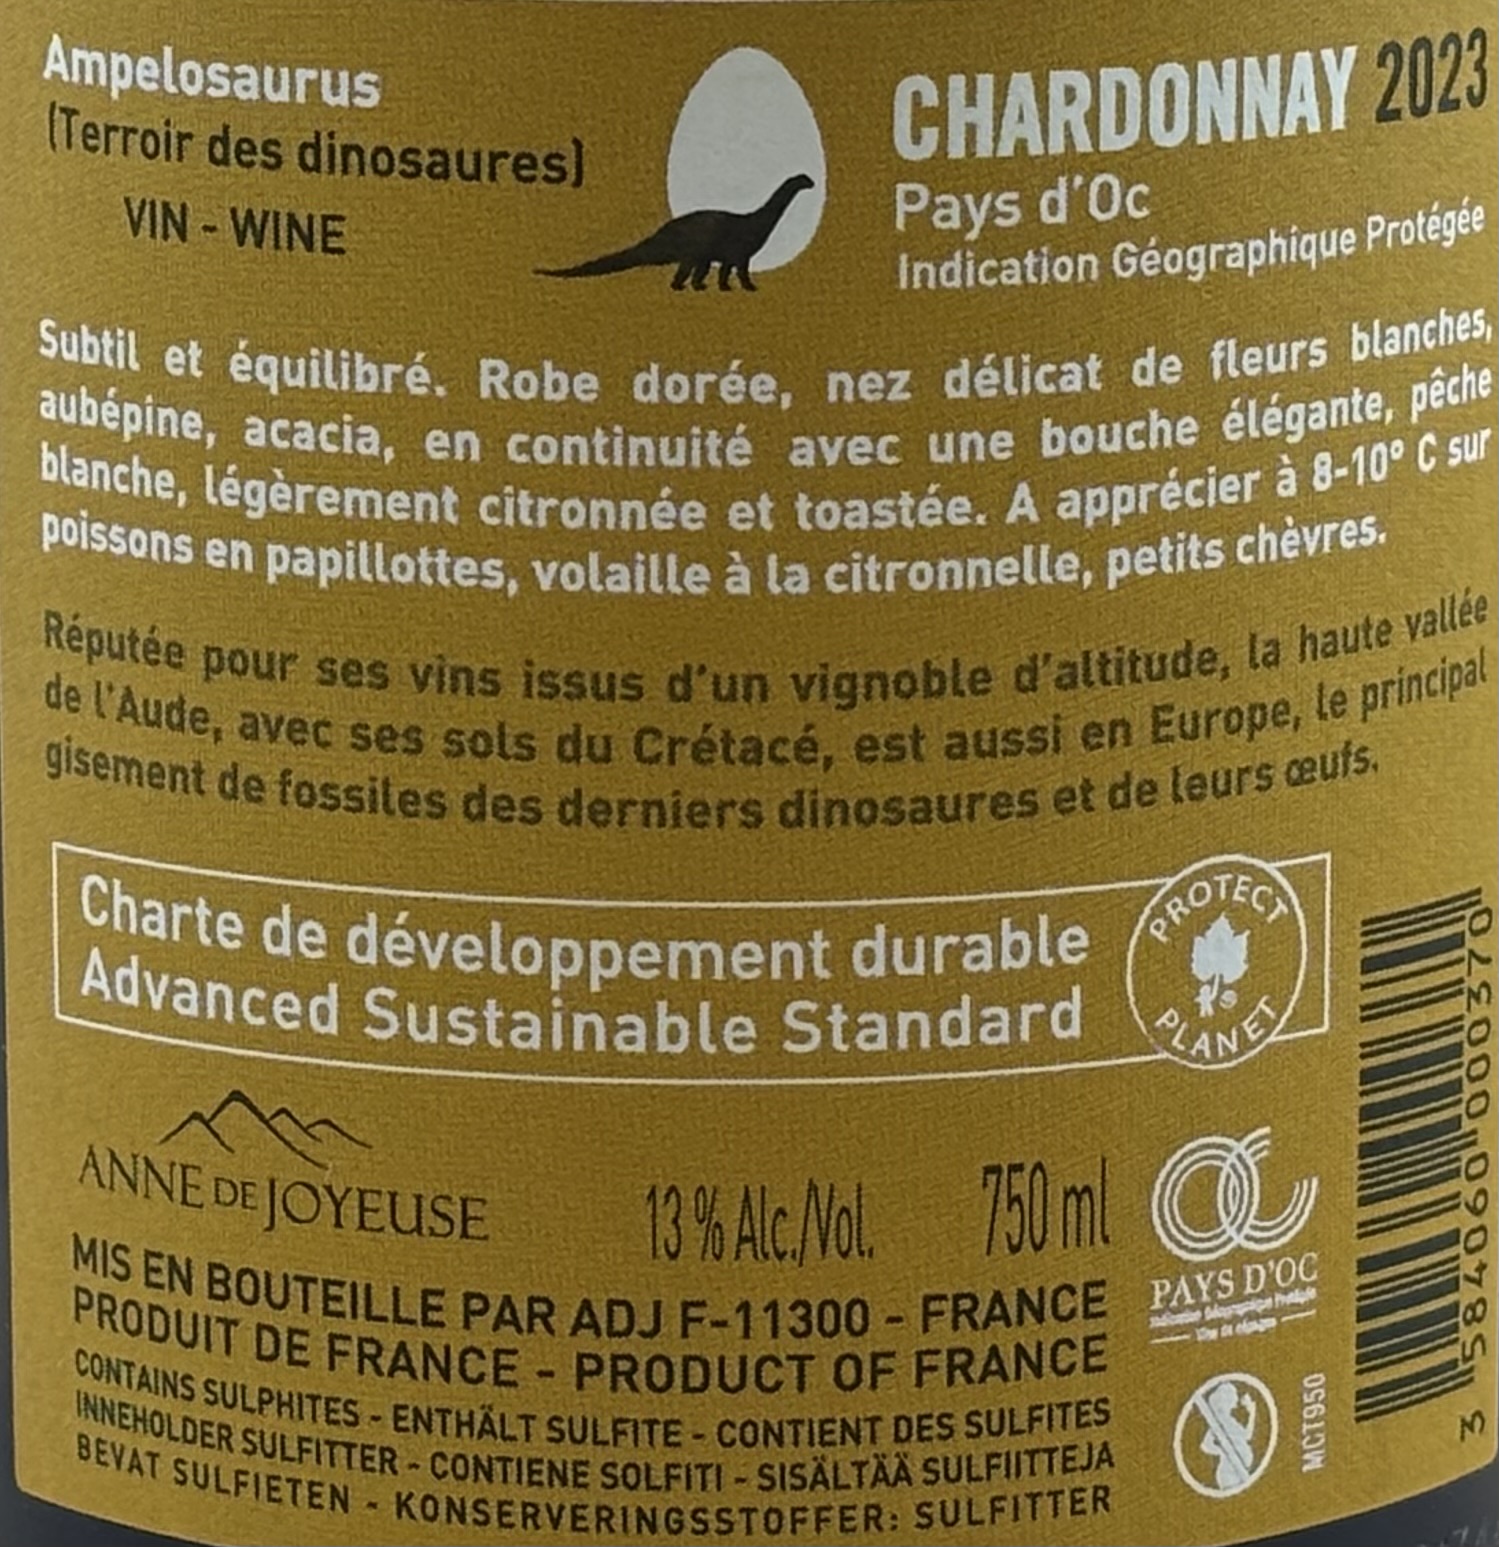 Ampelosaurus
(Terroir des dinosaures)
VIN - WINE
CHARDONNAY 2023
Pays d'Oc
Indication Géographique Protégée
Subtil et équilibré. Robe dorée, nez délicat de fleurs blanches,
aubépine, acacia, en continuité avec une bouche élégante, pêche
blanche, légèrement citronnée et toastée. A apprécier à 8-10° C sur
poissons en papillottes, volaille à la citronnelle, petits chèvres.
Réputée pour ses vins issus d'un vignoble d'altitude, la haute vallée
de l'Aude, avec ses sols du Crétacé, est aussi en Europe, le principal
gisement de fossiles des derniers dinosaures et de leurs œufs.
Charte de développement durable
Advanced Sustainable Standard
PROTECT
PLANET
ANNE DE JOYEUSE
13 % Alc./Vol.
750 ml
PAYS D'OC
Indication Géographique Protégée
MIS EN BOUTEILLE PAR ADJ F-11300 - FRANCE
PRODUIT DE FRANCE - PRODUCT OF FRANCE
CONTAINS SULPHITES - ENTHÄLT SULFITE - CONTIENT DES SULFITES
INNEHOLDER SULFITTER - CONTIENE SOLFITI - SISÄLTÄÄ SULFIITTEJA
BEVAT SULFIETEN - KONSERVERINGSSTOFFER: SULFITTER
MCT950
3 584060 000370